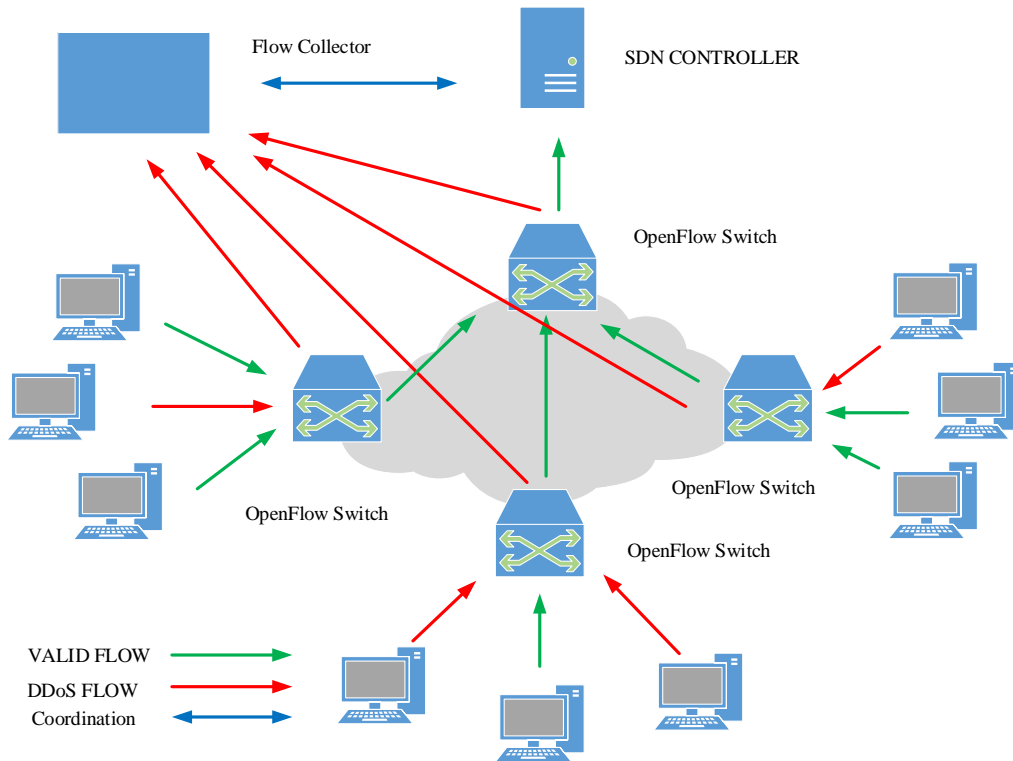 Flow Collector
SDN CONTROLLER
OpenFlow Switch
OpenFlow Switch
OpenFlow Switch
OpenFlow Switch
VALID FLOW
DDoS FLOW
Coordination